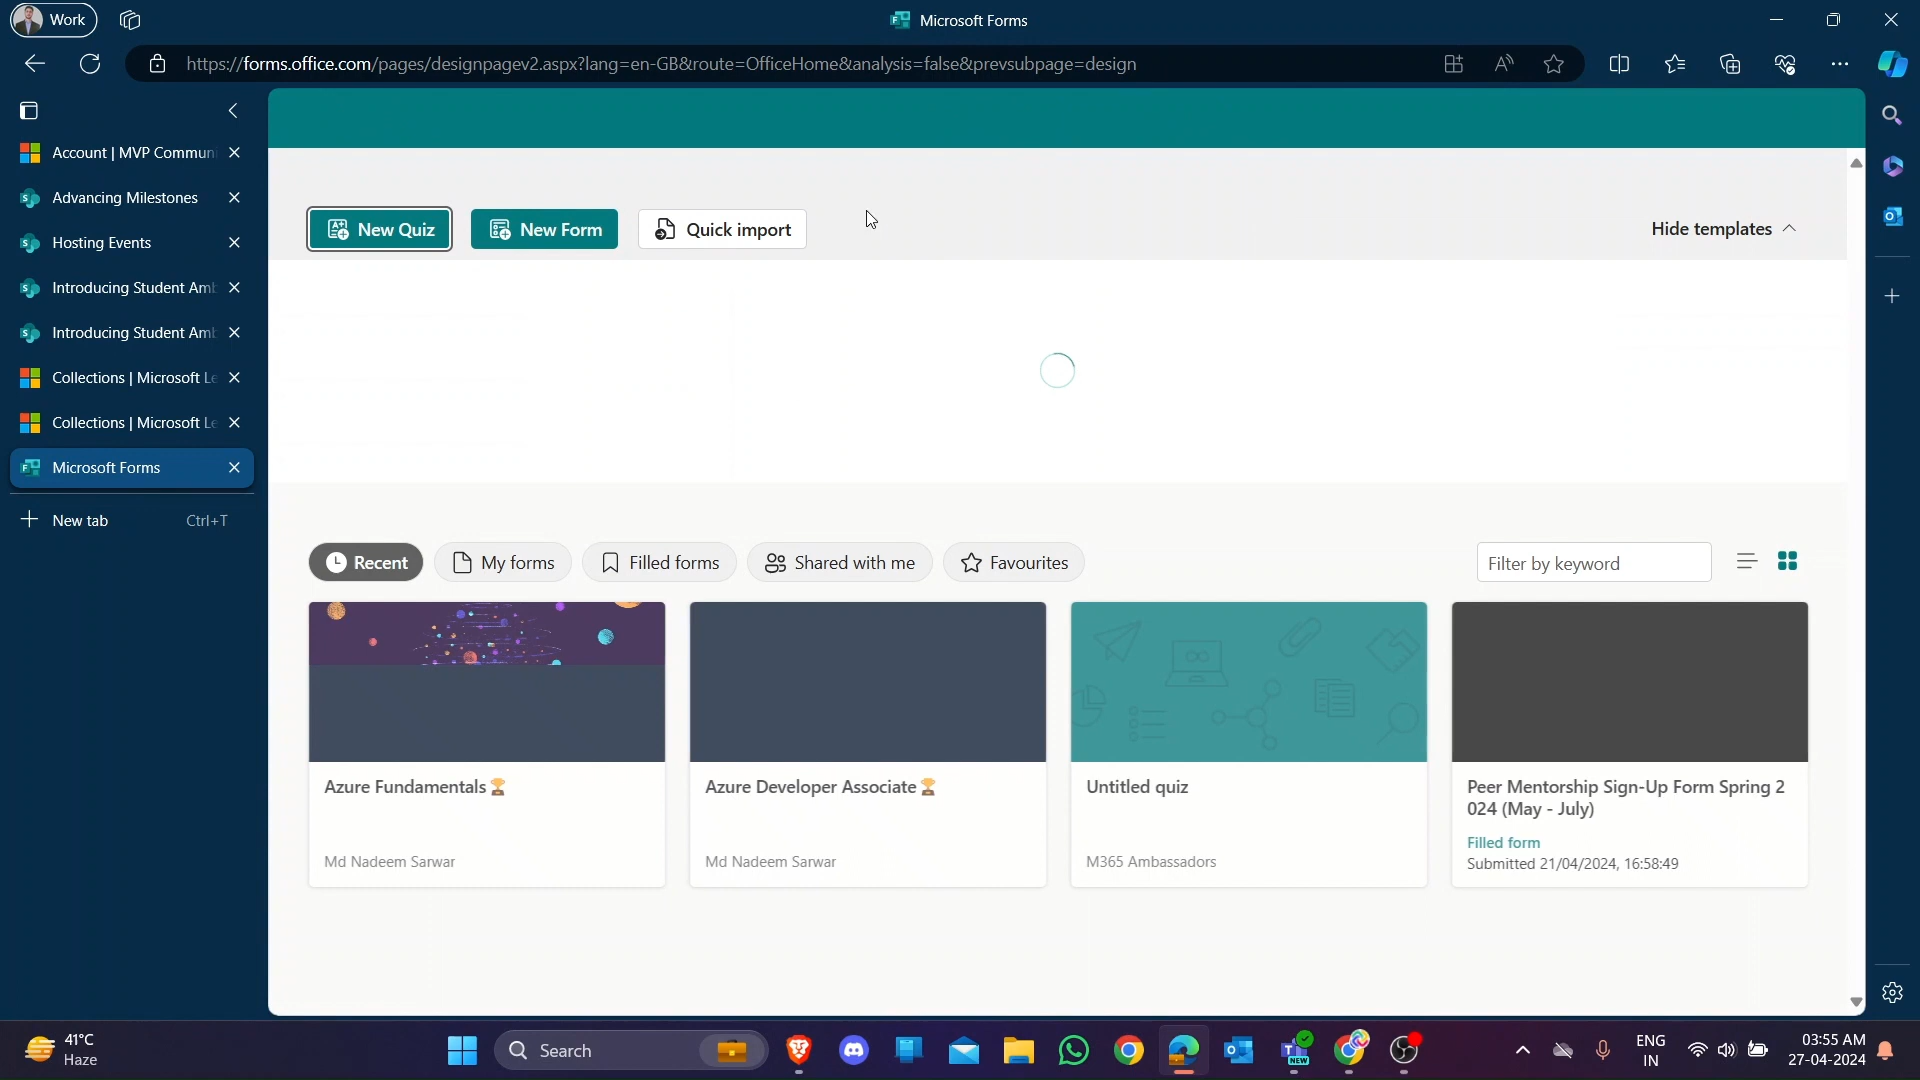 Work
Microsoft Forms
https://forms.office.com/pages/designpagev2.aspx?lang=en-GB&route=OfficeHome&analysis=false&prevsubpage=design
Account | MVP Commun
Advancing Milestones
Hosting Events
Introducing Student Amb
Introducing Student Amb
Collections | Microsoft Le
Collections | Microsoft Le
Microsoft Forms
New tab Ctrl+T
New Quiz
New Form
Quick import
Hide templates
Recent
My forms
Filled forms
Shared with me
Favourites
Filter by keyword
Azure Fundamentals🏆
Md Nadeem Sarwar
Azure Developer Associate🏆
Md Nadeem Sarwar
Untitled quiz
M365 Ambassadors
Peer Mentorship Sign-Up Form Spring 2
024 (May - July)
Filled form
Submitted 21/04/2024, 16:58:49
41°C
Haze
Search
NEW
ENG
IN
03:55 AM
27-04-2024